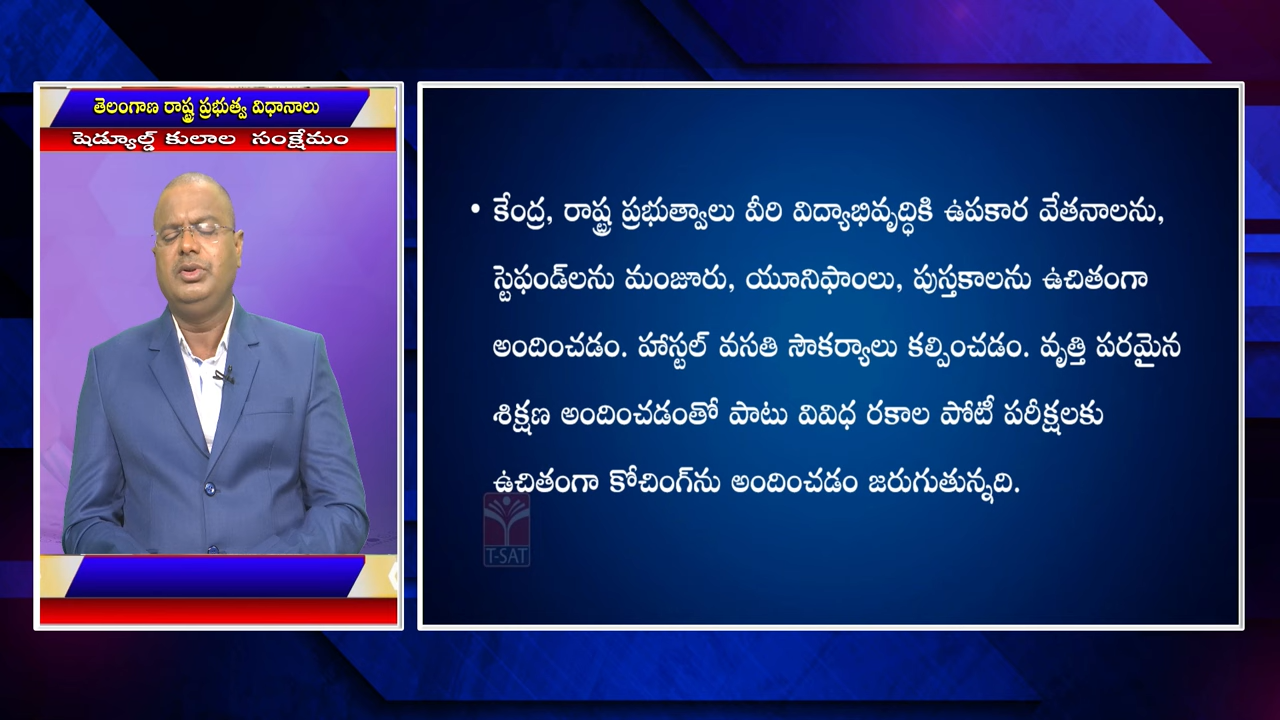 తెలంగాణ రాష్ట్ర ప్రభుత్వ విధానాలు
షెడ్యూల్డ్ కులాల సంక్షేమం
• కేంద్ర, రాష్ట్ర ప్రభుత్వాలు వీరి విద్యాభివృద్ధికి ఉపకార వేతనాలను,
స్టెఫండ్‌లను మంజూరు, యూనిఫాంలు, పుస్తకాలను ఉచితంగా
అందించడం. హాస్టల్ వసతి సౌకర్యాలు కల్పించడం. వృత్తి పరమైన
శిక్షణ అందించడంతో పాటు వివిధ రకాల పోటీ పరీక్షలకు
ఉచితంగా కోచింగ్‌ను అందించడం జరుగుతున్నది.
T-SAT